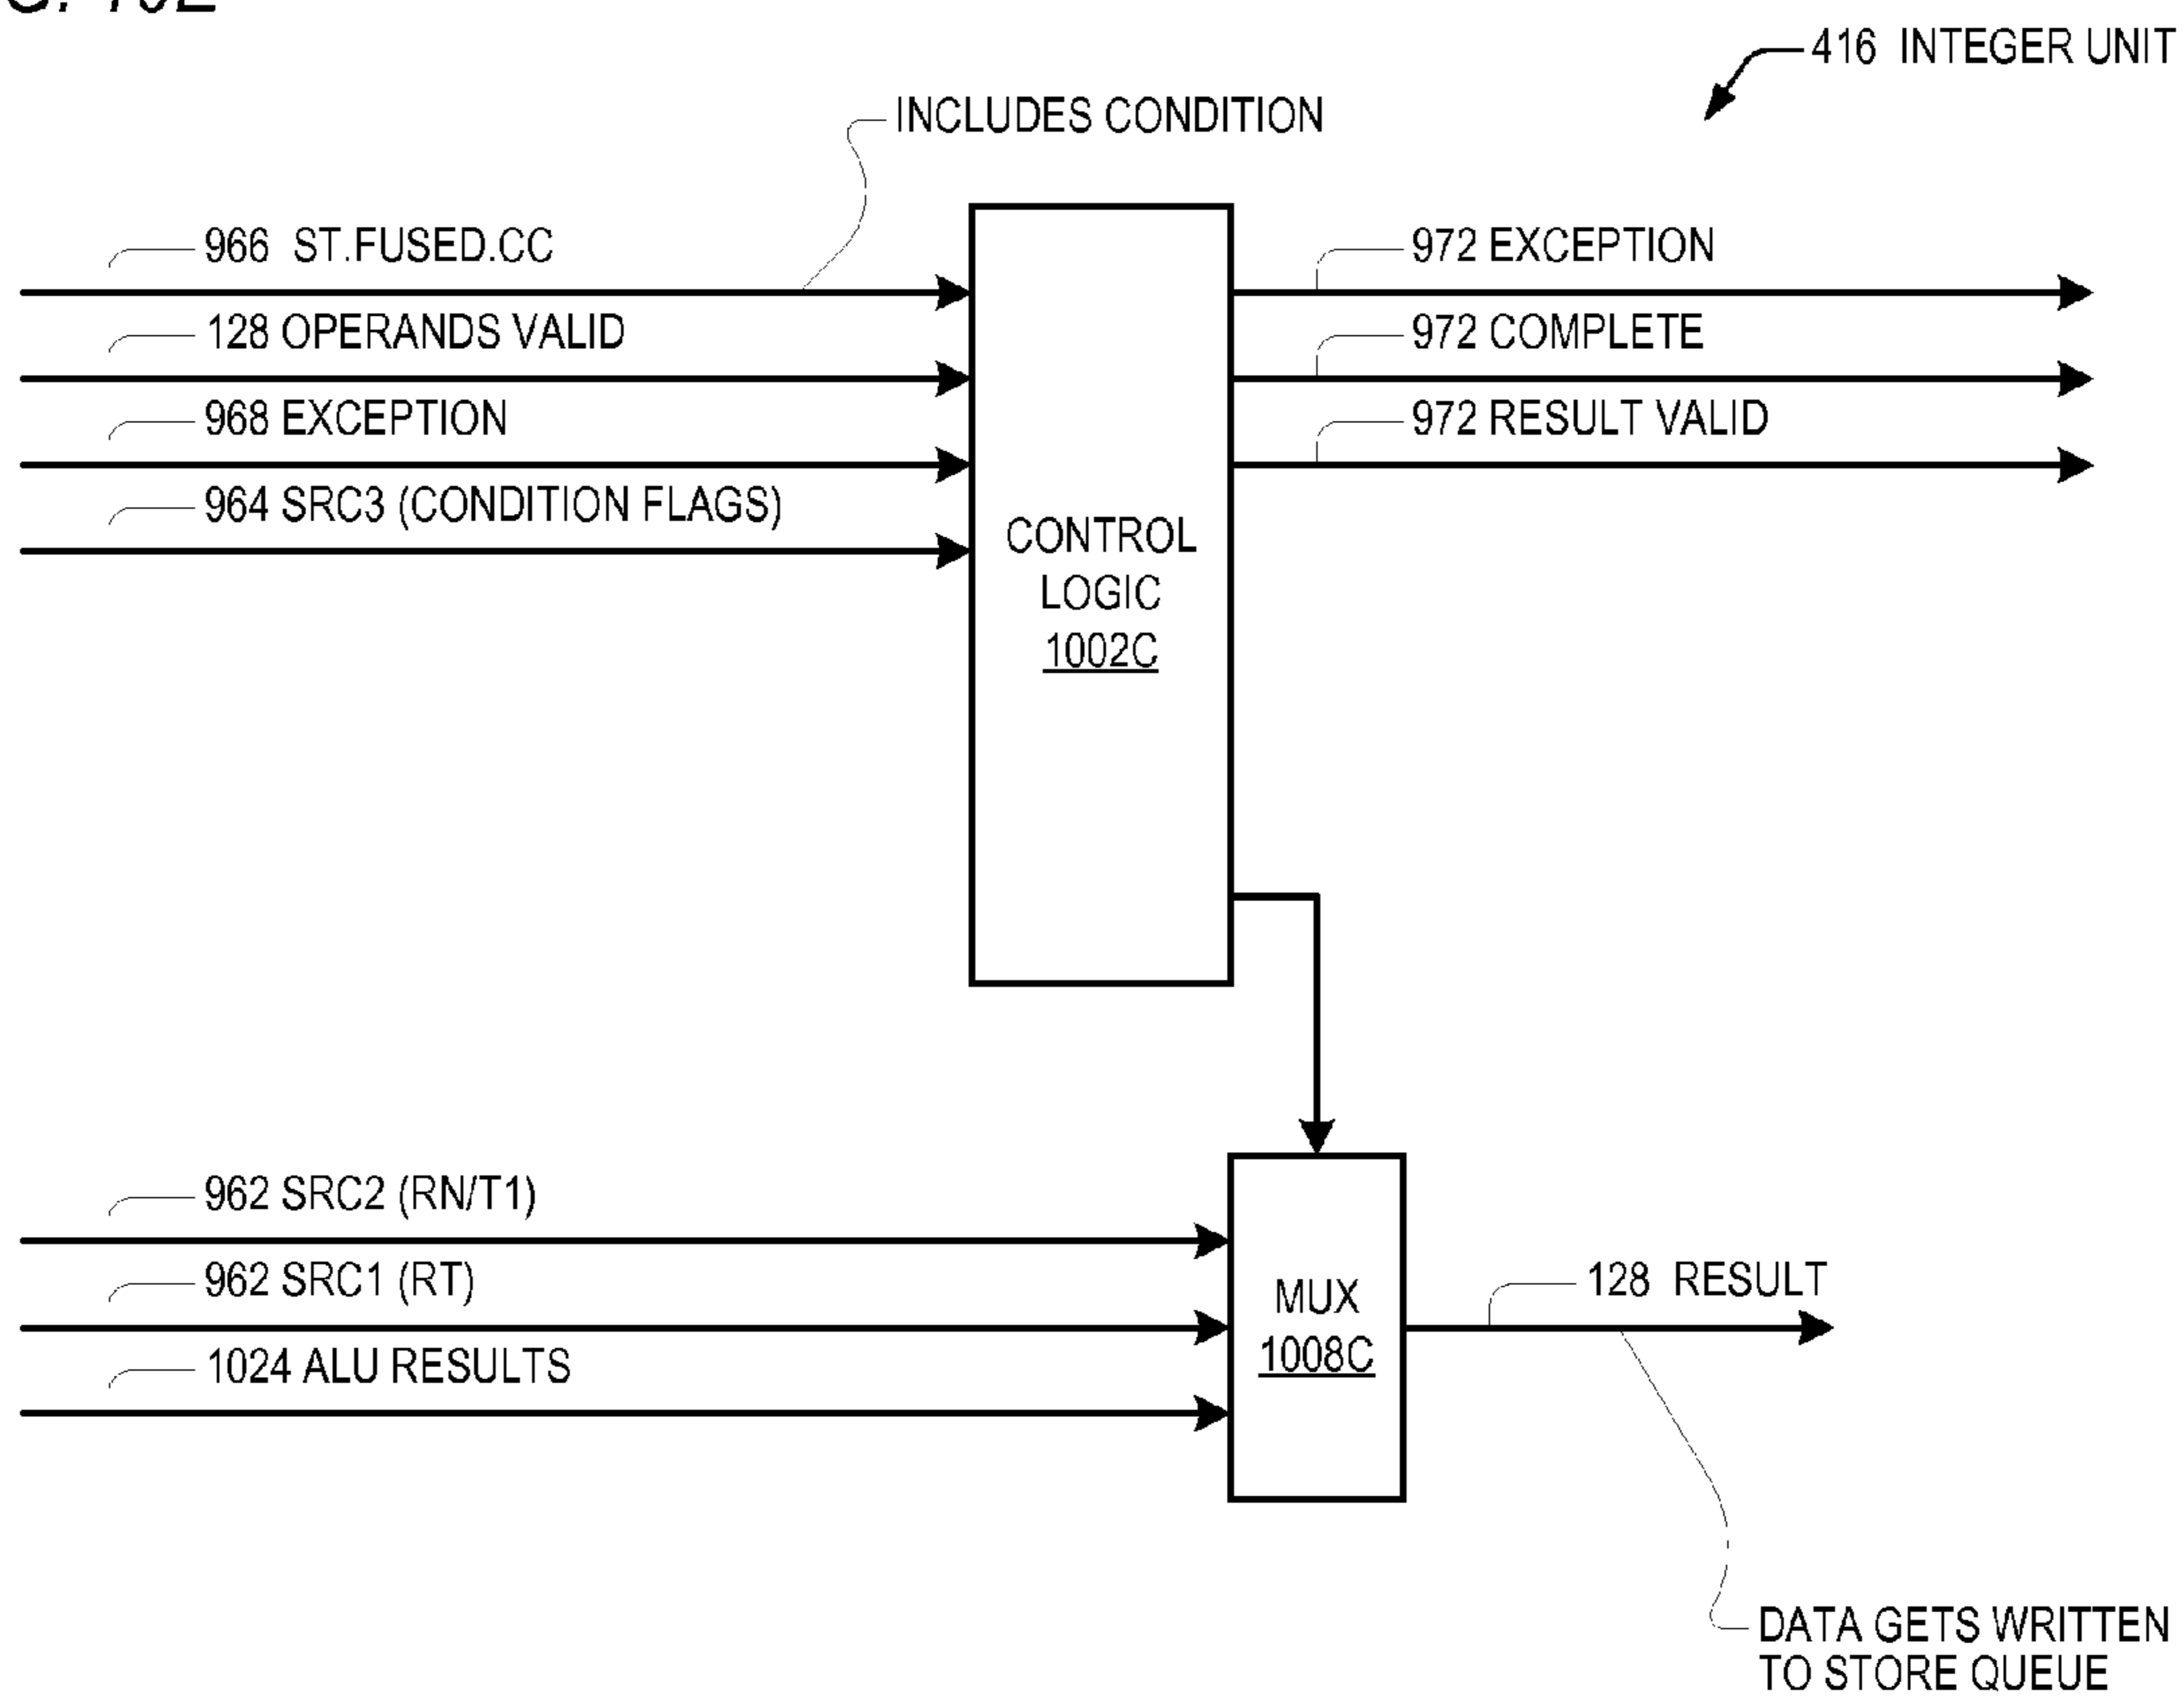 416 INTEGER UNIT
INCLUDES CONDITION
966 ST.FUSED.CC
128 OPERANDS VALID
968 EXCEPTION
964 SRC3 (CONDITION FLAGS)
972 EXCEPTION
972 COMPLETE
972 RESULT VALID
CONTROL
LOGIC
1002C
962 SRC2 (RN/T1)
962 SRC1 (RT)
1024 ALU RESULTS
MUX
1008C
128 RESULT
DATA GETS WRITTEN
TO STORE QUEUE